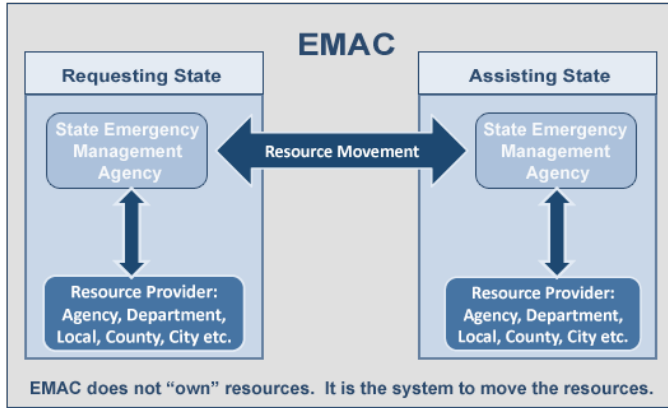 EMAC
Requesting State
Assisting State
State Emergency
Management
Agency
Resource Movement
State Emergency
Management
Agency
Resource Provider:
Agency, Department,
Local, County, City etc.
Resource Provider:
Agency, Department,
Local, County, City etc.
EMAC does not “own” resources.  It is the system to move the resources.